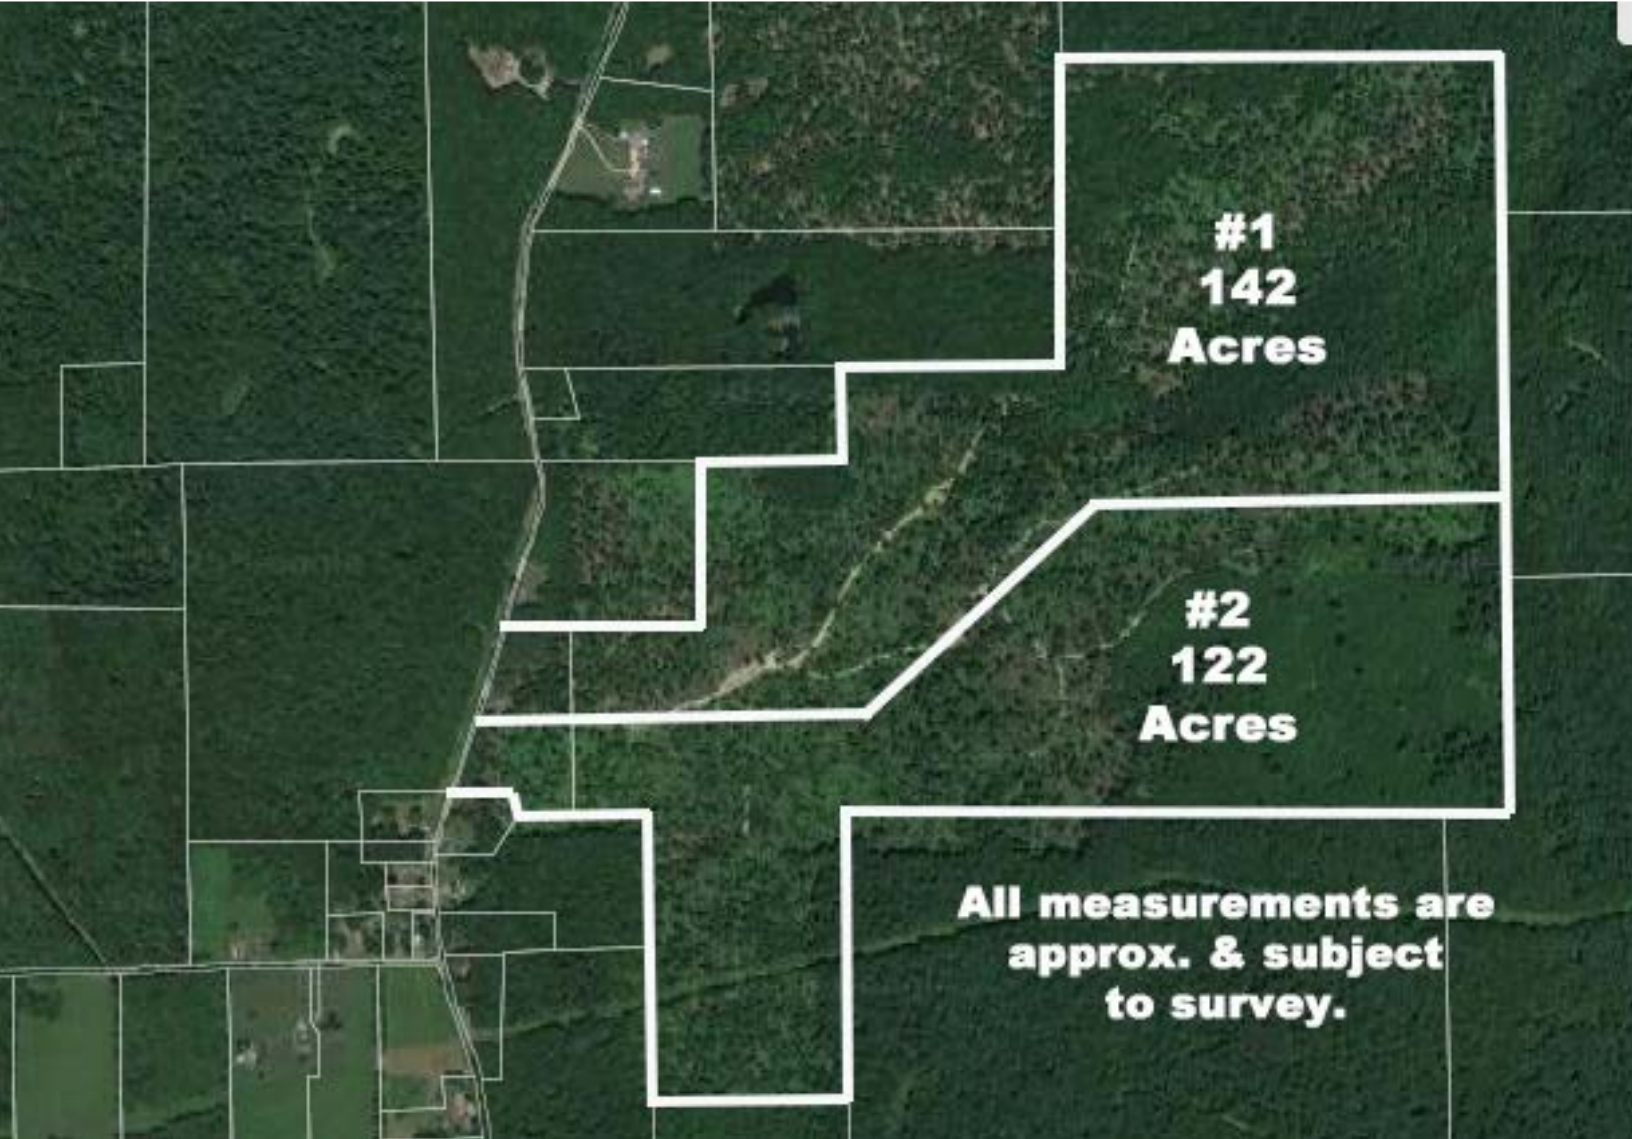 #1
142
Acres
#2
122
Acres
All measurements are
approx. & subject
to survey.